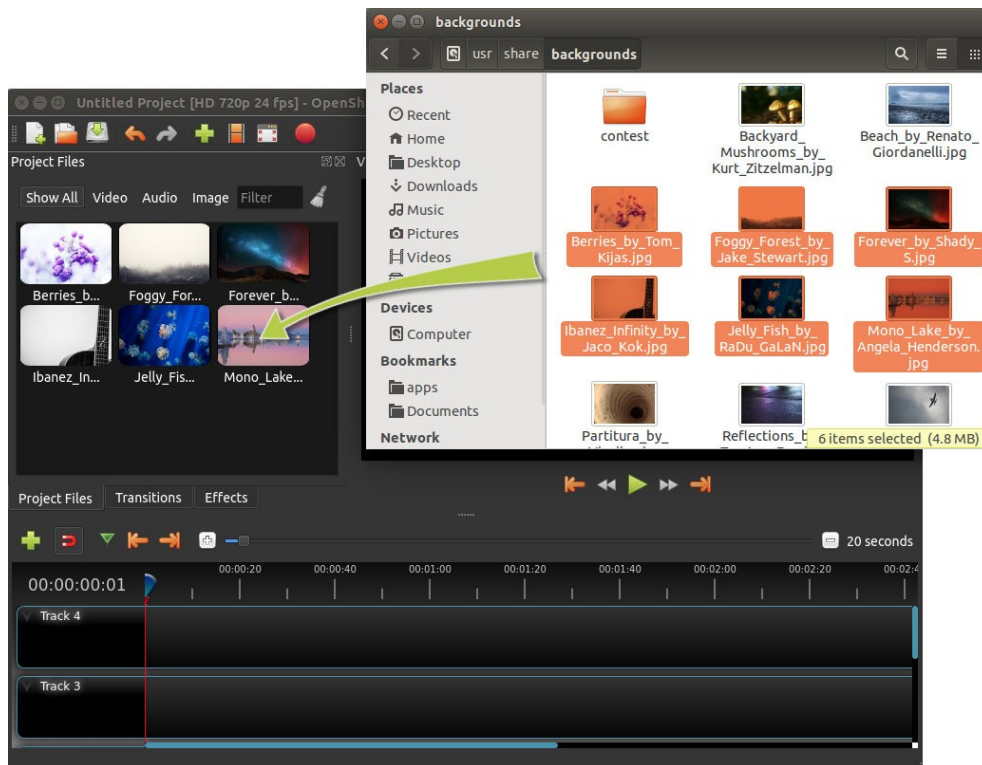 backgrounds
usr share backgrounds
Places
Recent
Home
Desktop
Downloads
Music
Pictures
Videos
Devices
Computer
Bookmarks
apps
Documents
Network
contest
Backyard_
Mushrooms_by_
Kurt_Zitzelman.jpg
Beach_by_Renato_
Giordanelli.jpg
Berries_by_Tom_
Kijas.jpg
Foggy_Forest_by_
Jake_Stewart.jpg
Forever_by_Shady_
S.jpg
Ibanez_Infinity_by_
Jaco_Kok.jpg
Jelly_Fish_by_
RaDu_GaLaN.jpg
Mono_Lake_by_
Angela_Henderson.
jpg
Partitura_by_
Reflections_b
6 items selected (4.8 MB)
Untitled Project [HD 720p 24 fps] - OpenSh
Project Files
V
Show All Video Audio Image Filter
Berries_b... Foggy_For... Forever_b...
Ibanez_In... Jelly_Fis... Mono_Lake...
Project Files Transitions Effects
20 seconds
00:00:00:01
00:00:20 00:00:40 00:01:00 00:01:20 00:01:40 00:02:00 00:02:20 00:02:4
Track 4
Track 3